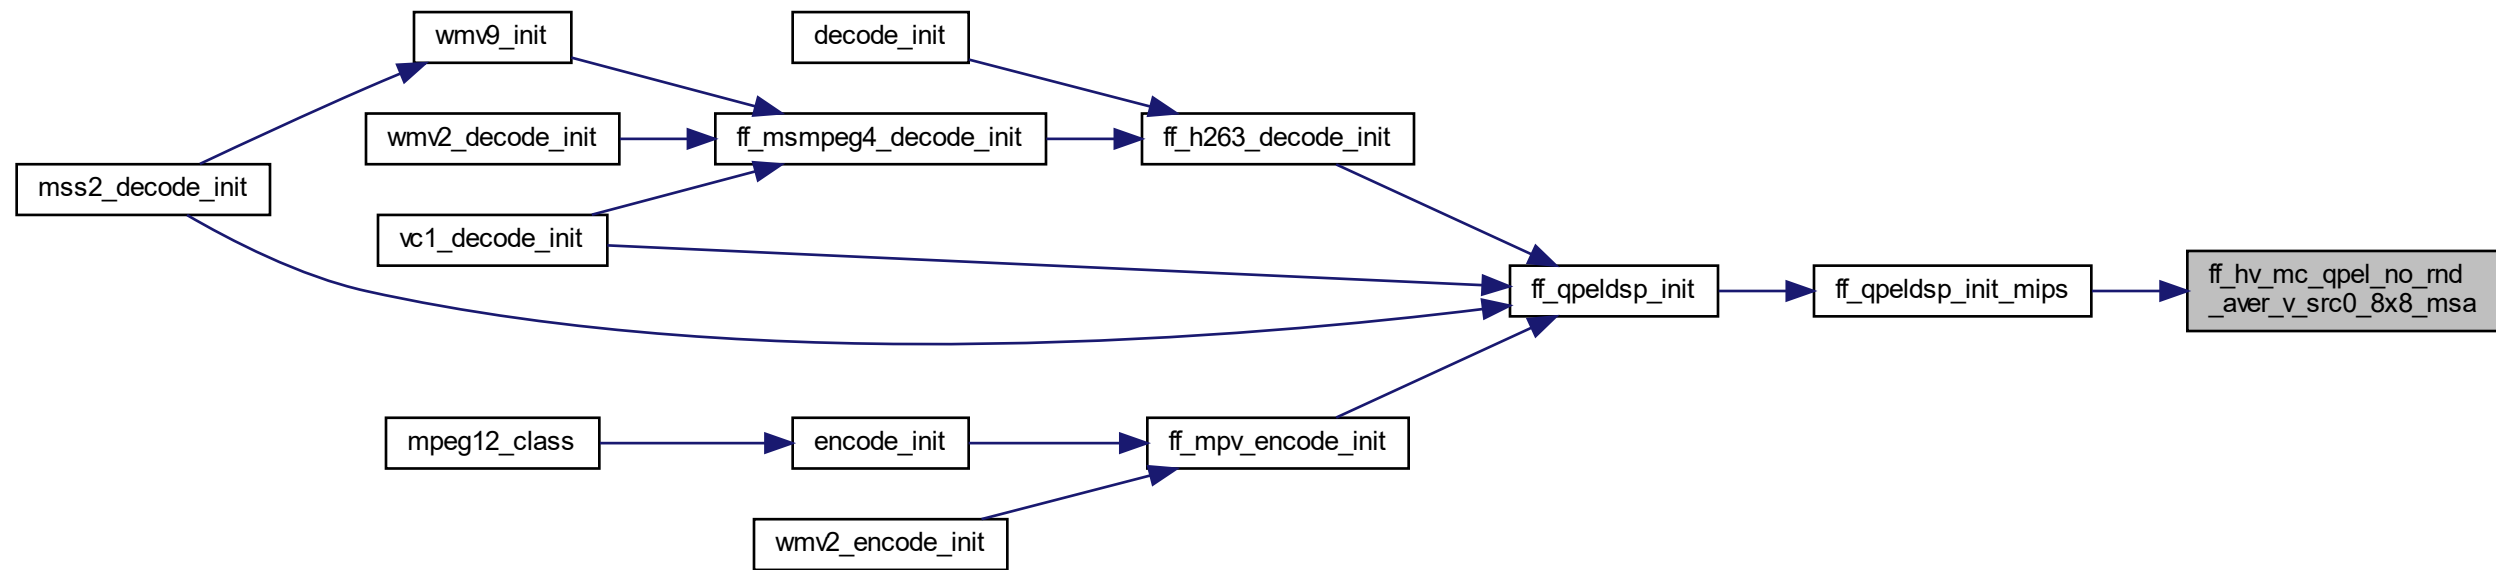 wmv9_init
decode_init
wmv2_decode_init
ff_msmpeg4_decode_init
ff_h263_decode_init
mss2_decode_init
vc1_decode_init
ff_qpeldsp_init
ff_qpeldsp_init_mips
ff_hv_mc_qpel_no_rnd
_aver_v_src0_8x8_msa
mpeg12_class
encode_init
ff_mpv_encode_init
wmv2_encode_init